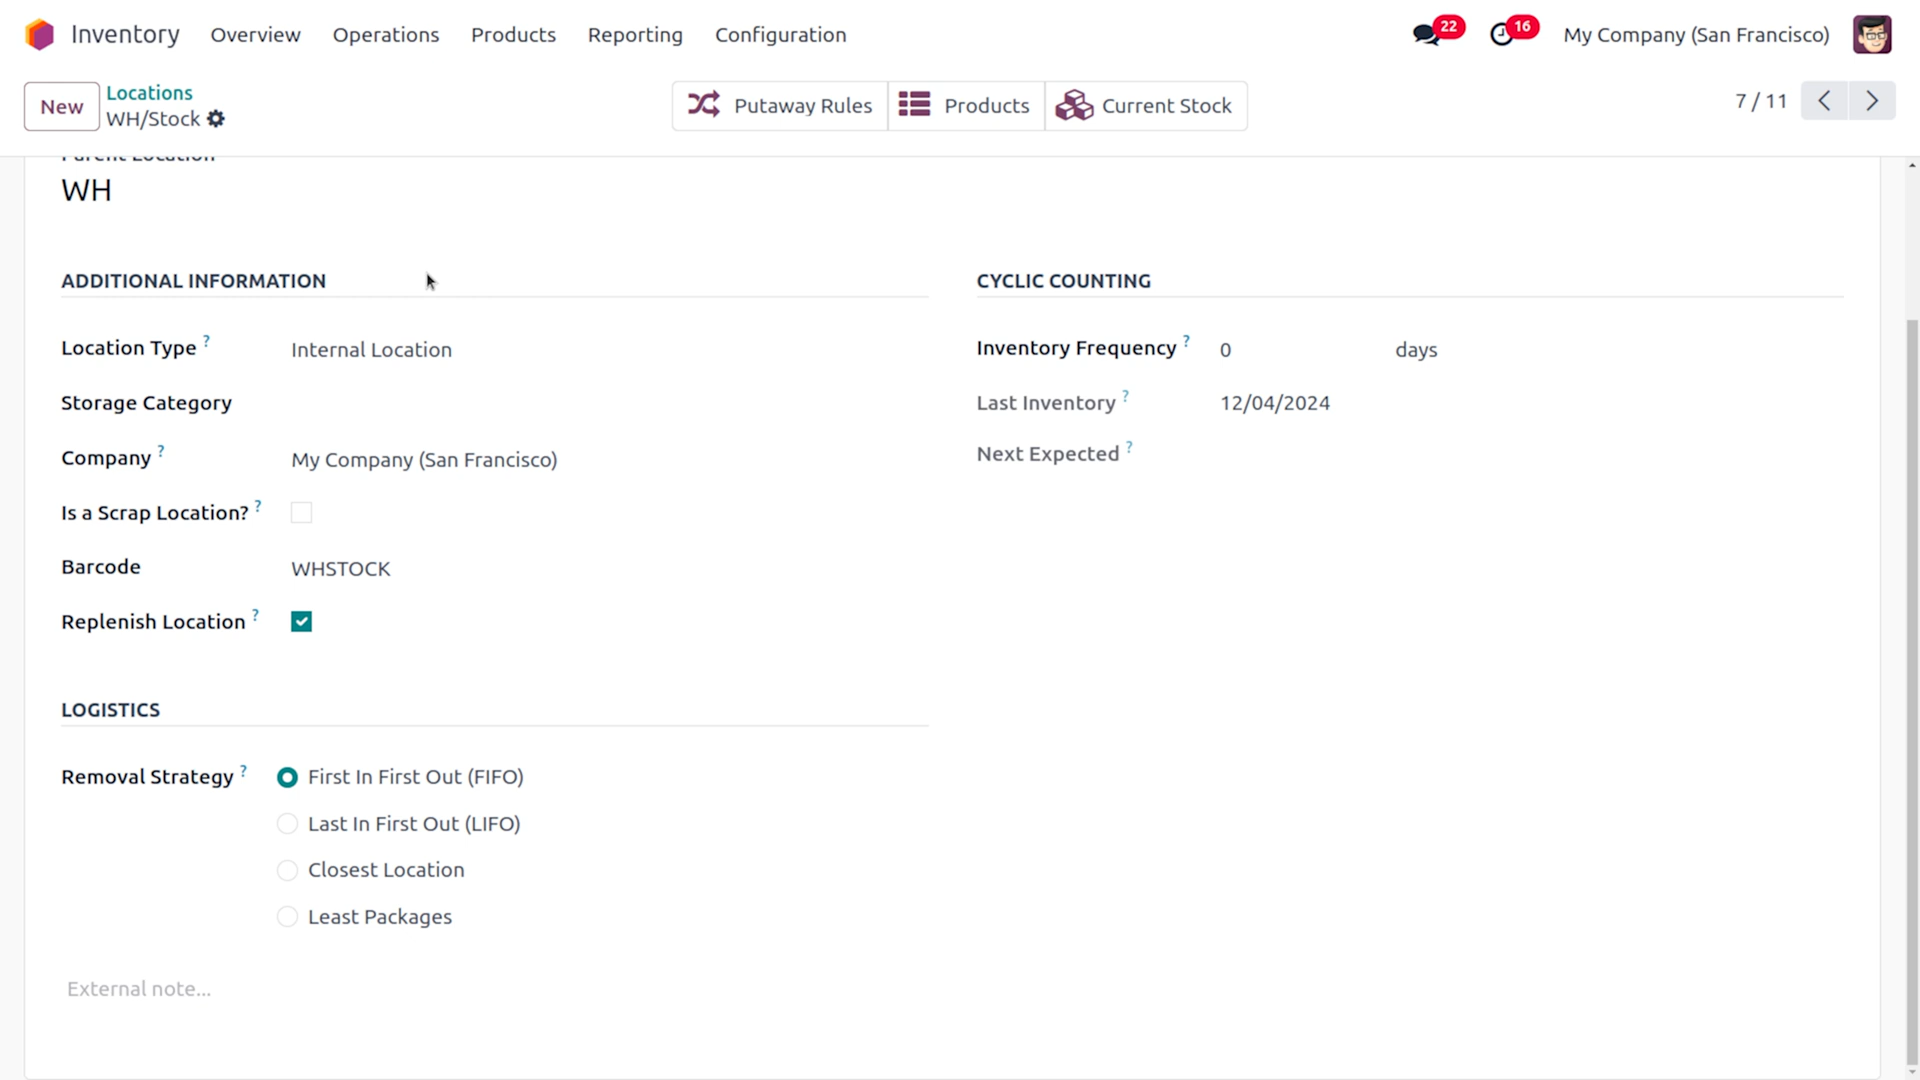 Inventory Overview Operations Products Reporting Configuration 22 16 My Company (San Francisco)
New Locations
WH/Stock
Putaway Rules Products Current Stock 7 / 11
Parent Location
WH
ADDITIONAL INFORMATION
Location Type ? Internal Location
Storage Category
Company ? My Company (San Francisco)
Is a Scrap Location? ?
Barcode WHSTOCK
Replenish Location ?
CYCLIC COUNTING
Inventory Frequency ? 0 days
Last Inventory ? 12/04/2024
Next Expected ?
LOGISTICS
Removal Strategy ? First In First Out (FIFO)
Last In First Out (LIFO)
Closest Location
Least Packages
External note...